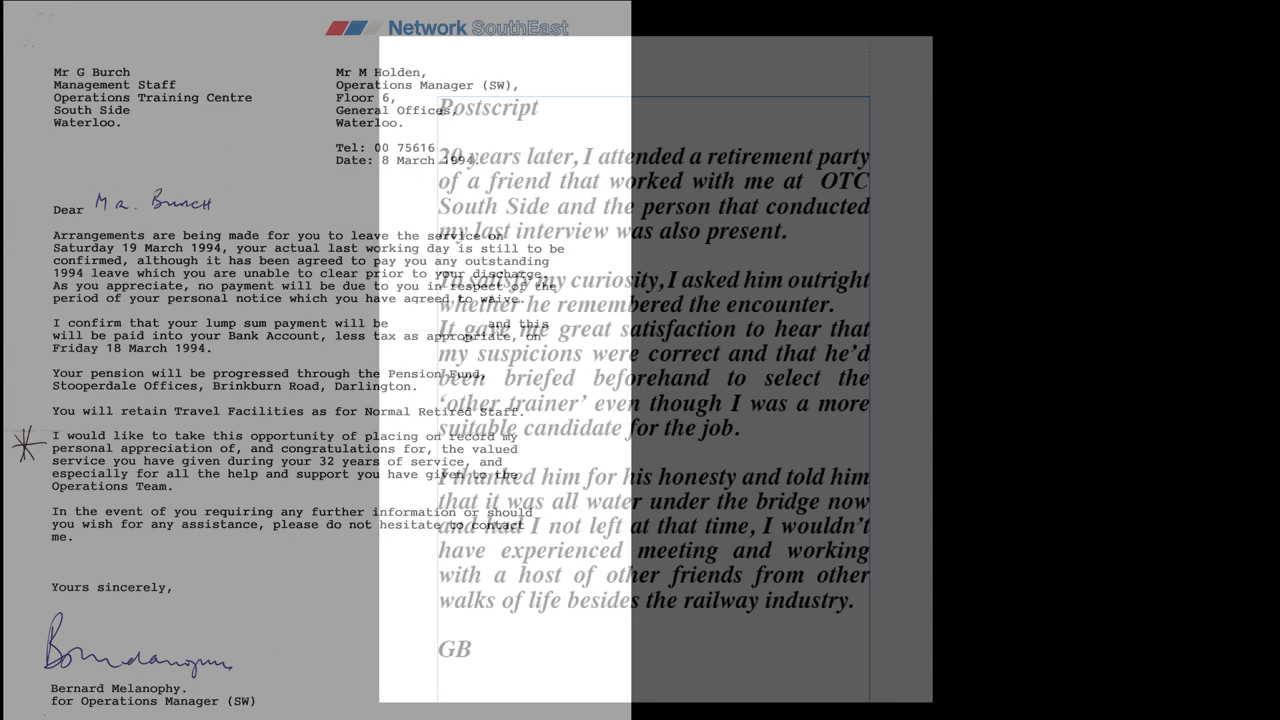 Network SouthEast
Mr G Burch
Management Staff
Operations Training Centre
South Side
Waterloo.
Mr M Holden,
Operations Manager (SW),
Floor 6,
General Offices,
Waterloo.
Tel: 00 75616
Date: 8 March 1994.
Dear Mr. Burch
Arrangements are being made for you to leave the service on
Saturday 19 March 1994, your actual last working day is still to be
confirmed, although it has been agreed to pay you any outstanding
1994 leave which you are unable to clear prior to your discharge.
As you appreciate, no payment will be due to you in respect of the
period of your personal notice which you have agreed to waive.
I confirm that your lump sum payment will be and this
will be paid into your Bank Account, less tax as appropriate, on
Friday 18 March 1994.
Your pension will be progressed through the Pension Fund,
Stooperdale Offices, Brinkburn Road, Darlington.
You will retain Travel Facilities as for Normal Retired Staff.
I would like to take this opportunity of placing on record my
personal appreciation of, and congratulations for, the valued
service you have given during your 32 years of service, and
especially for all the help and support you have given to the
Operations Team.
In the event of you requiring any further information or should
you wish for any assistance, please do not hesitate to contact
me.
Yours sincerely,
Bernard Melanophy.
for Operations Manager (SW)
Postscript
20 years later, I attended a retirement party
of a friend that worked with me at OTC
South Side and the person that conducted
my last interview was also present.
To satisfy my curiosity, I asked him outright
whether he remembered the encounter.
It gave me great satisfaction to hear that
my suspicions were correct and that he'd
been briefed beforehand to select the
‘other trainer’ even though I was a more
suitable candidate for the job.
I thanked him for his honesty and told him
that it was all water under the bridge now
and had I not left at that time, I wouldn't
have experienced meeting and working
with a host of other friends from other
walks of life besides the railway industry.
GB